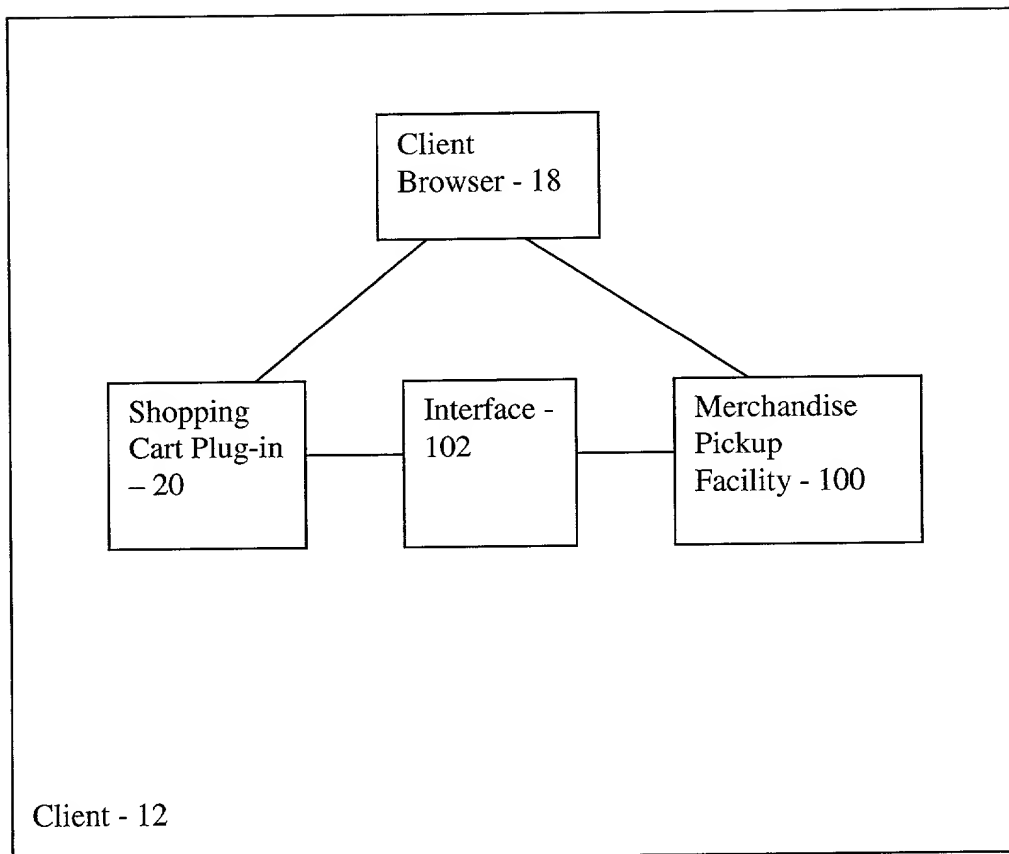 Client
Browser - 18
Shopping
Cart Plug-in
– 20
Interface -
102
Merchandise
Pickup
Facility - 100
Client - 12